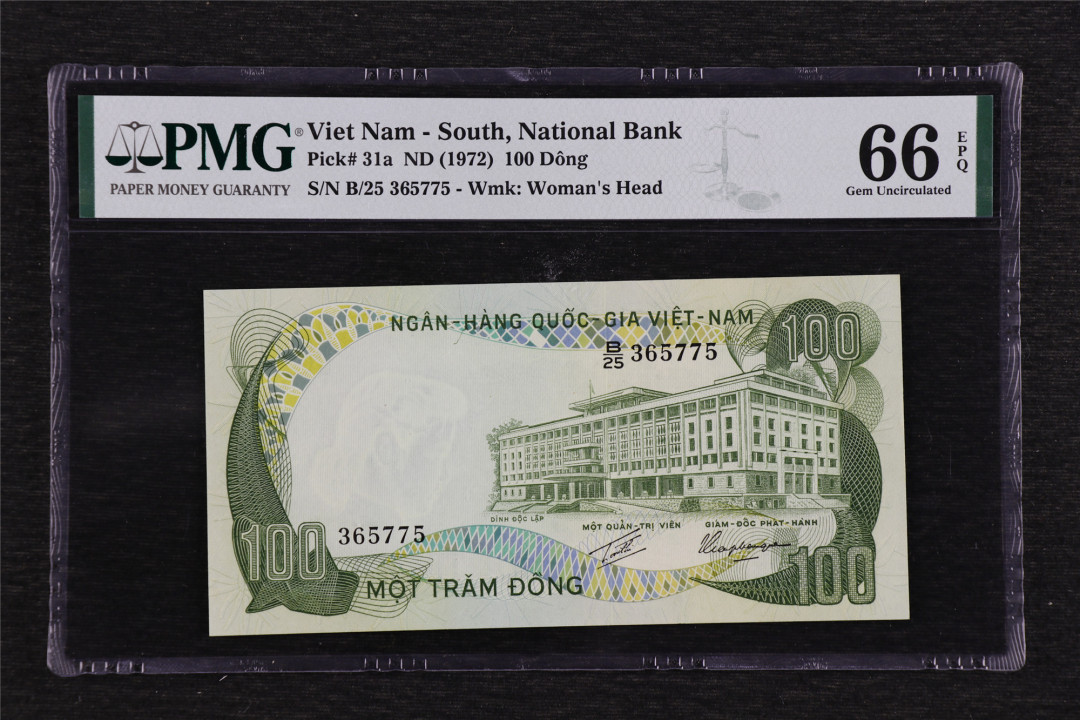 PMG®
PAPER MONEY GUARANTY
Viet Nam - South, National Bank
Pick# 31a ND (1972) 100 Dông
S/N B/25 365775 - Wmk: Woman's Head
66 EPQ
Gem Uncirculated
NGÂN-HÀNG QUỐC-GIA VIỆT-NAM
100
B/25 365775
DINH ĐỘC LẬP
MỘT QUẢN-TRỊ VIÊN
GIÁM-ĐỐC PHÁT-HÀNH
100
365775
MỘT TRĂM ĐỒNG
100